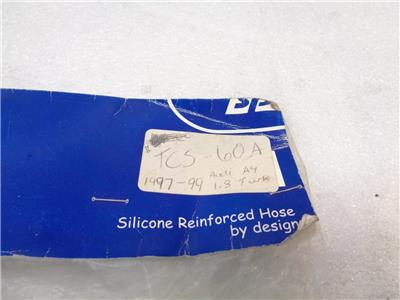 TCS-60A
1997-99 Audi A4
1.8 Turbo
Silicone Reinforced Hose
by design